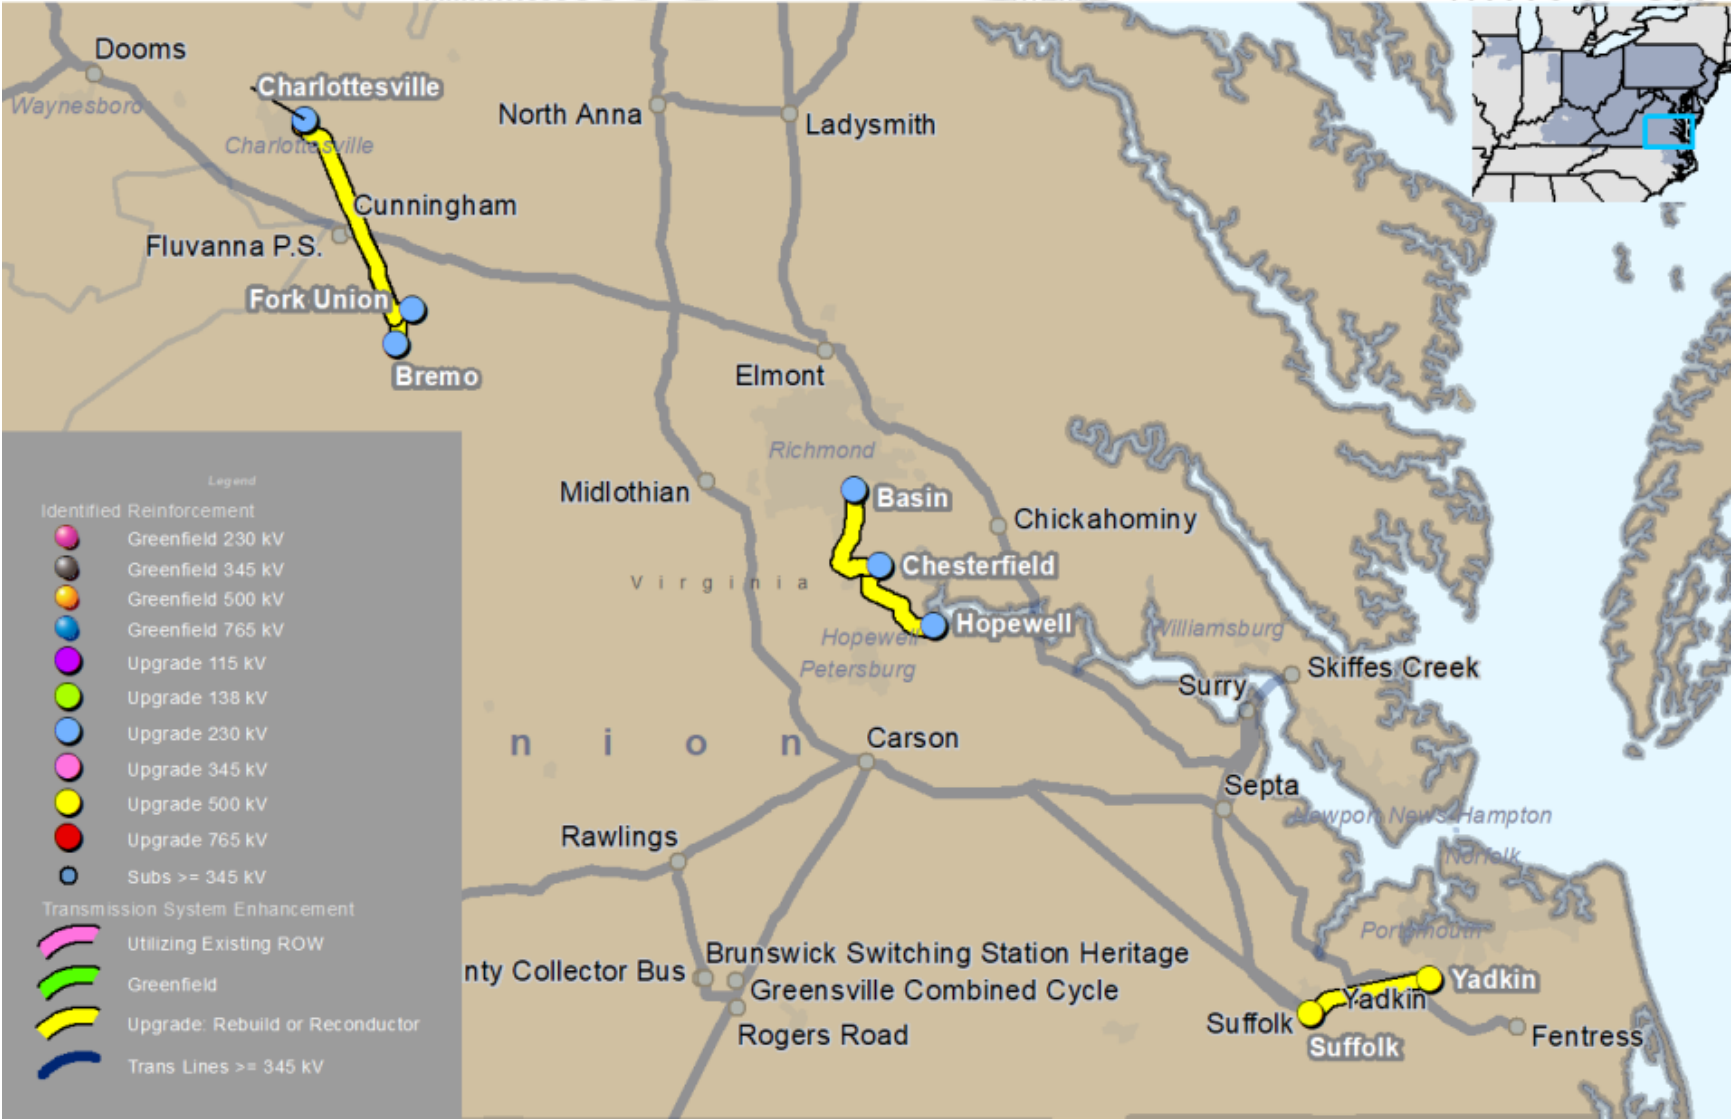 Dooms
Waynesboro
Charlottesville
Charlottesville
North Anna
Ladysmith
Cunningham
Fluvanna P.S.
Fork Union
Bremo
Elmont
Richmond
Midlothian
Basin
Chickahominy
Chesterfield
Virginia
Hopewell
Hopewell
Petersburg
Williamsburg
Skiffes Creek
Surry
n i o n
Carson
Septa
Newport News-Hampton
Norfolk
Rawlings
Portsmouth
Brunswick Switching Station Heritage
nty Collector Bus
Greensville Combined Cycle
Rogers Road
Yadkin
Yadkin
Suffolk
Suffolk
Fentress
Legend
Identified Reinforcement
Greenfield 230 kV
Greenfield 345 kV
Greenfield 500 kV
Greenfield 765 kV
Upgrade 115 kV
Upgrade 138 kV
Upgrade 230 kV
Upgrade 345 kV
Upgrade 500 kV
Upgrade 765 kV
Subs >= 345 kV
Transmission System Enhancement
Utilizing Existing ROW
Greenfield
Upgrade: Rebuild or Reconductor
Trans Lines >= 345 kV